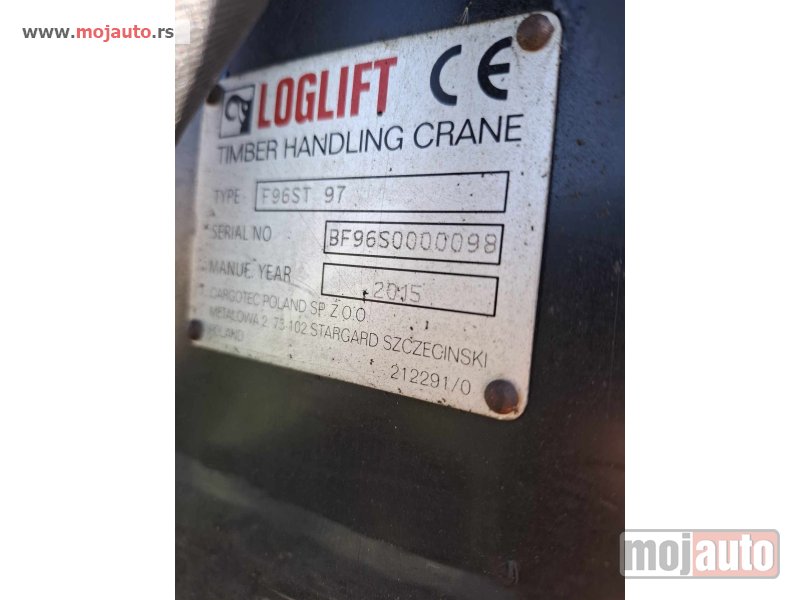 www.mojauto.rs
LOGLIFT CE
TIMBER HANDLING CRANE
TYPE F96ST 97
SERIAL NO BF96S0000098
MANUF. YEAR 2015
CARGOTEC POLAND SP. Z O.O
METALOWA 2, 73-102 STARGARD SZCZECINSKI
POLAND
212291/0
mojauto